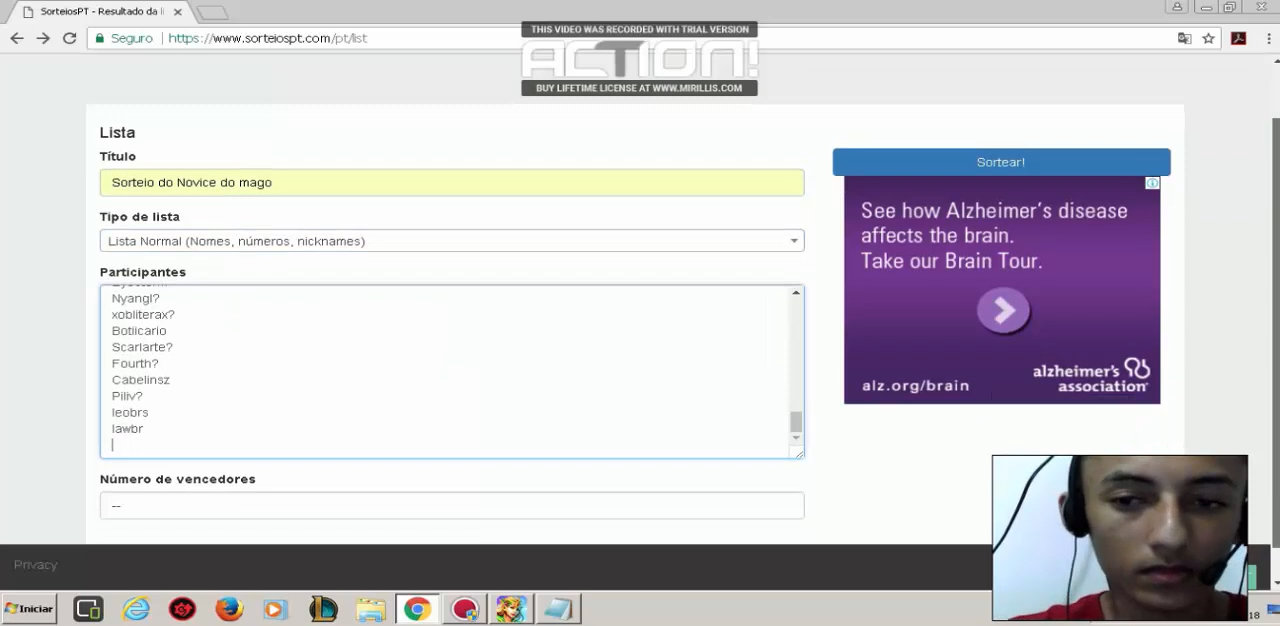 SorteiosPT - Resultado da li
Seguro
https://www.sorteiospt.com/pt/list
THIS VIDEO WAS RECORDED WITH TRIAL VERSION
ACTION!
BUY LIFETIME LICENSE AT WWW.MIRILLIS.COM
Lista
Título
Sorteio do Novice do mago
Tipo de lista
Lista Normal (Nomes, números, nicknames)
Participantes
Nyangl?
xobliterax?
Botiicario
Scarlarte?
Fourth?
Cabelinsz
Piliv?
leobrs
lawbr
Número de vencedores
--
Sortear!
See how Alzheimer's disease
affects the brain.
Take our Brain Tour.
alz.org/brain
alzheimer's
association
Privacy
Iniciar
18